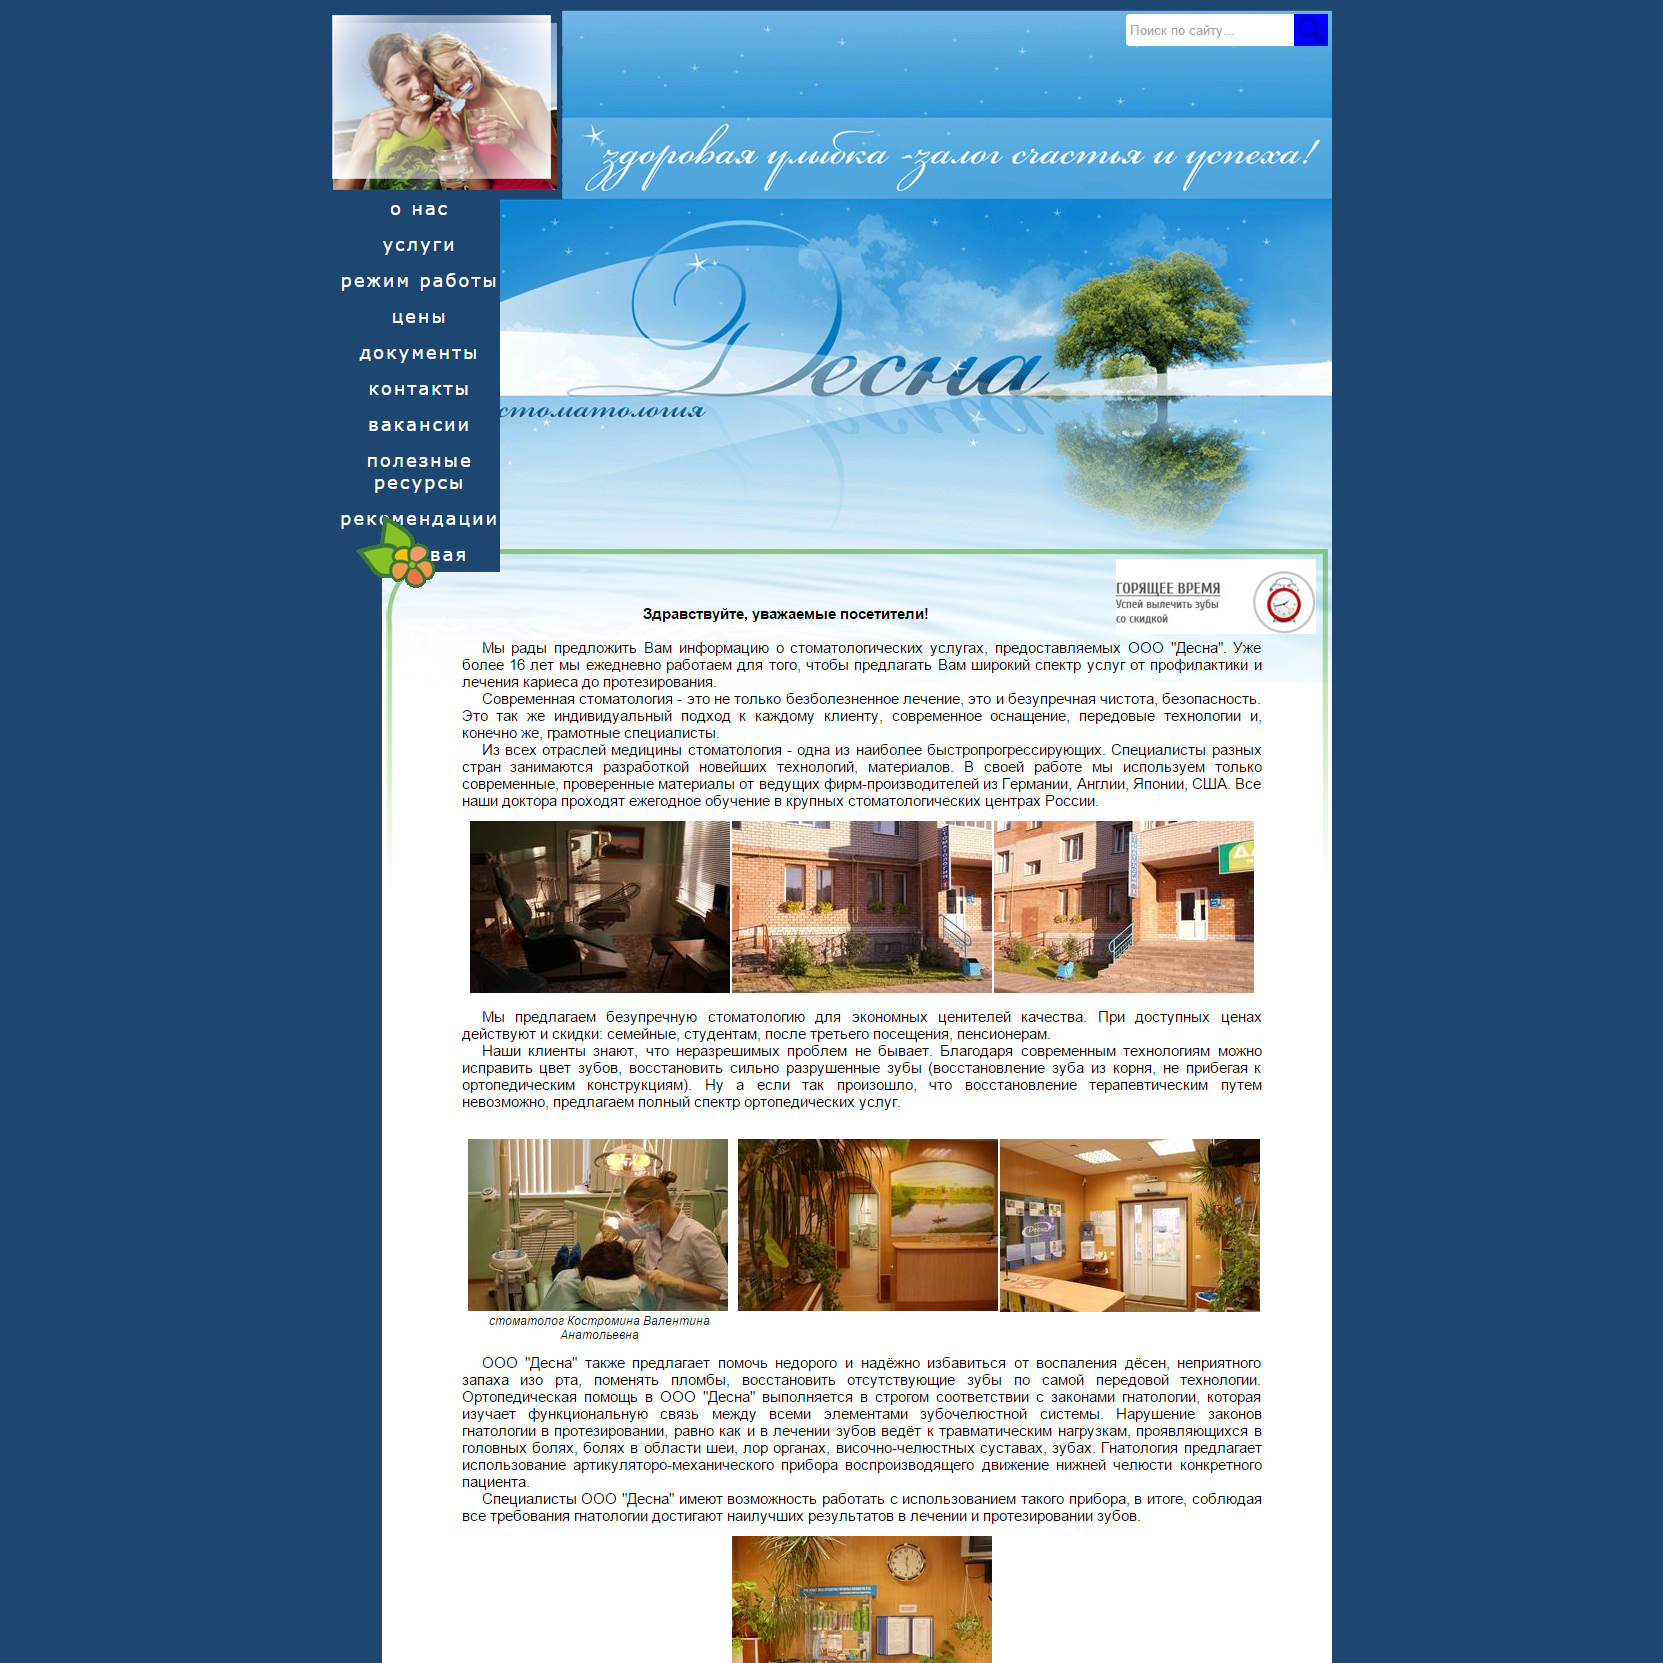 Поиск по сайту...
здоровая улыбка -залог счастья и успеха!
о нас
услуги
режим работы
цены
документы
контакты
вакансии
полезные
ресурсы
рекомендации
вая
Десна
стоматология
ГОРЯЩЕЕ ВРЕМЯ
Успей вылечить зубы
со скидкой
Здравствуйте, уважаемые посетители!
Мы рады предложить Вам информацию о стоматологических услугах, предоставляемых ООО "Десна". Уже
более 16 лет мы ежедневно работаем для того, чтобы предлагать Вам широкий спектр услуг от профилактики и
лечения кариеса до протезирования.
Современная стоматология - это не только безболезненное лечение, это и безупречная чистота, безопасность.
Это так же индивидуальный подход к каждому клиенту, современное оснащение, передовые технологии и,
конечно же, грамотные специалисты.
Из всех отраслей медицины стоматология - одна из наиболее быстропрогрессирующих. Специалисты разных
стран занимаются разработкой новейших технологий, материалов. В своей работе мы используем только
современные, проверенные материалы от ведущих фирм-производителей из Германии, Англии, Японии, США. Все
наши доктора проходят ежегодное обучение в крупных стоматологических центрах России.
СТОМАТОЛОГИЯ
Мы предлагаем безупречную стоматологию для экономных ценителей качества. При доступных ценах
действуют и скидки: семейные, студентам, после третьего посещения, пенсионерам.
Наши клиенты знают, что неразрешимых проблем не бывает. Благодаря современным технологиям можно
исправить цвет зубов, восстановить сильно разрушенные зубы (восстановление зуба из корня, не прибегая к
ортопедическим конструкциям). Ну а если так произошло, что восстановление терапевтическим путем
невозможно, предлагаем полный спектр ортопедических услуг.
Десна
стоматолог Костромина Валентина
Анатольевна
ООО "Десна" также предлагает помочь недорого и надёжно избавиться от воспаления дёсен, неприятного
запаха изо рта, поменять пломбы, восстановить отсутствующие зубы по самой передовой технологии.
Ортопедическая помощь в ООО "Десна" выполняется в строгом соответствии с законами гнатологии, которая
изучает функциональную связь между всеми элементами зубочелюстной системы. Нарушение законов
гнатологии в протезировании, равно как и в лечении зубов ведёт к травматическим нагрузкам, проявляющихся в
головных болях, болях в области шеи, лор органах, височно-челюстных суставах, зубах. Гнатология предлагает
использование артикуляторо-механического прибора воспроизводящего движение нижней челюсти конкретного
пациента.
Специалисты ООО "Десна" имеют возможность работать с использованием такого прибора, в итоге, соблюдая
все требования гнатологии достигают наилучших результатов в лечении и протезировании зубов.